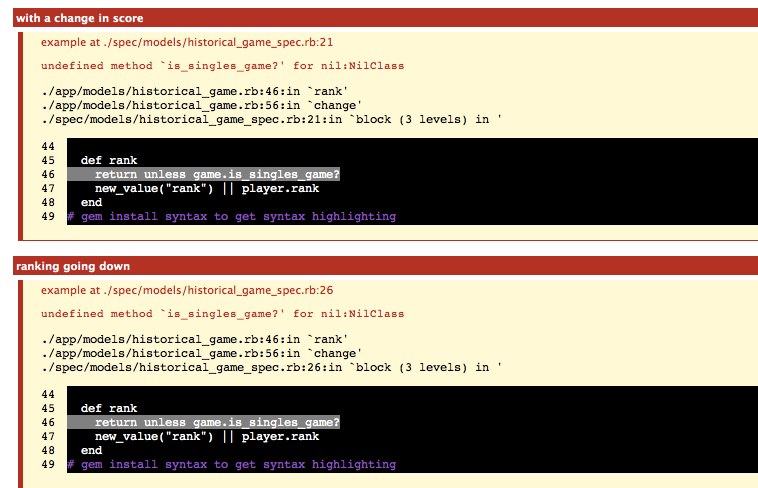 with a change in score
example at ./spec/models/historical_game_spec.rb:21
undefined method `is_singles_game?' for nil:NilClass
./app/models/historical_game.rb:46:in `rank'
./app/models/historical_game.rb:56:in `change'
./spec/models/historical_game_spec.rb:21:in `block (3 levels) in '
44
45   def rank
46     return unless game.is_singles_game?
47     new_value("rank") || player.rank
48   end
49 # gem install syntax to get syntax highlighting
ranking going down
example at ./spec/models/historical_game_spec.rb:26
undefined method `is_singles_game?' for nil:NilClass
./app/models/historical_game.rb:46:in `rank'
./app/models/historical_game.rb:56:in `change'
./spec/models/historical_game_spec.rb:26:in `block (3 levels) in '
44
45   def rank
46     return unless game.is_singles_game?
47     new_value("rank") || player.rank
48   end
49 # gem install syntax to get syntax highlighting